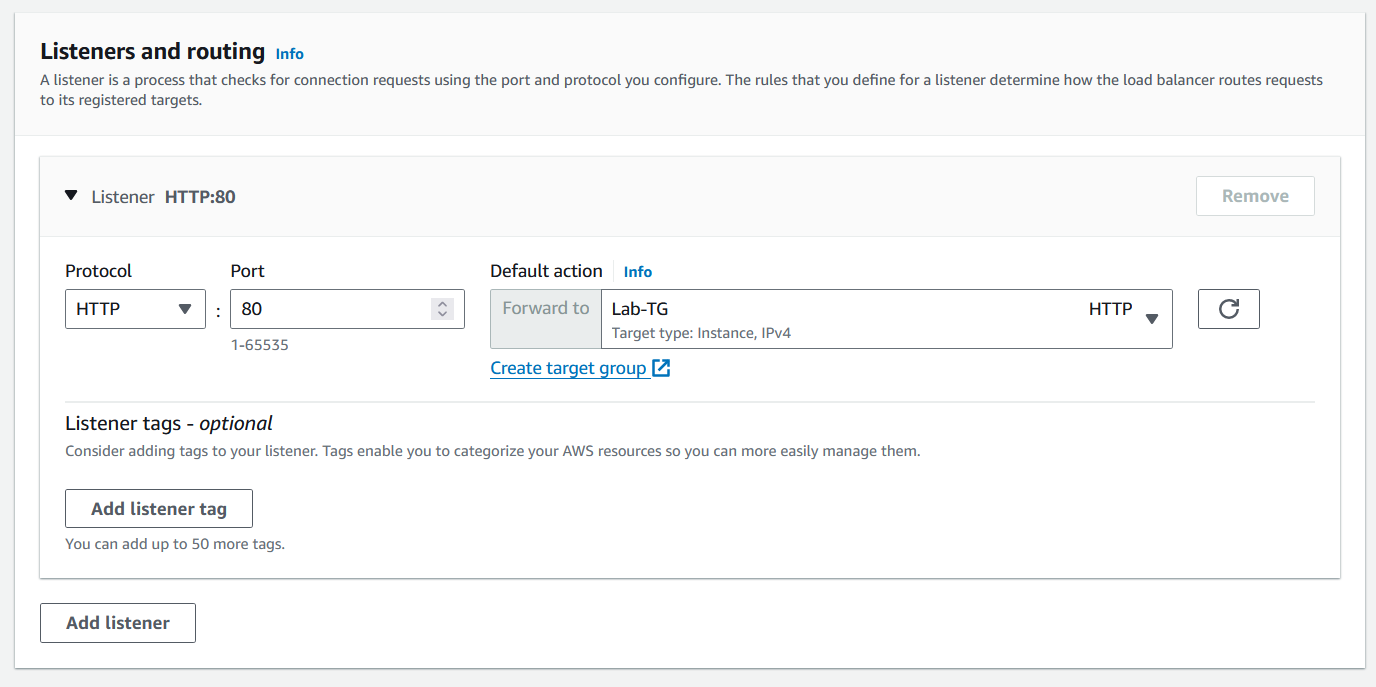 Listeners and routing Info
A listener is a process that checks for connection requests using the port and protocol you configure. The rules that you define for a listener determine how the load balancer routes requests
to its registered targets.
Listener HTTP:80
Remove
Protocol Port Default action Info
HTTP : 80 Forward to Lab-TG HTTP
Target type: Instance, IPv4
1-65535
Create target group
Listener tags - optional
Consider adding tags to your listener. Tags enable you to categorize your AWS resources so you can more easily manage them.
Add listener tag
You can add up to 50 more tags.
Add listener